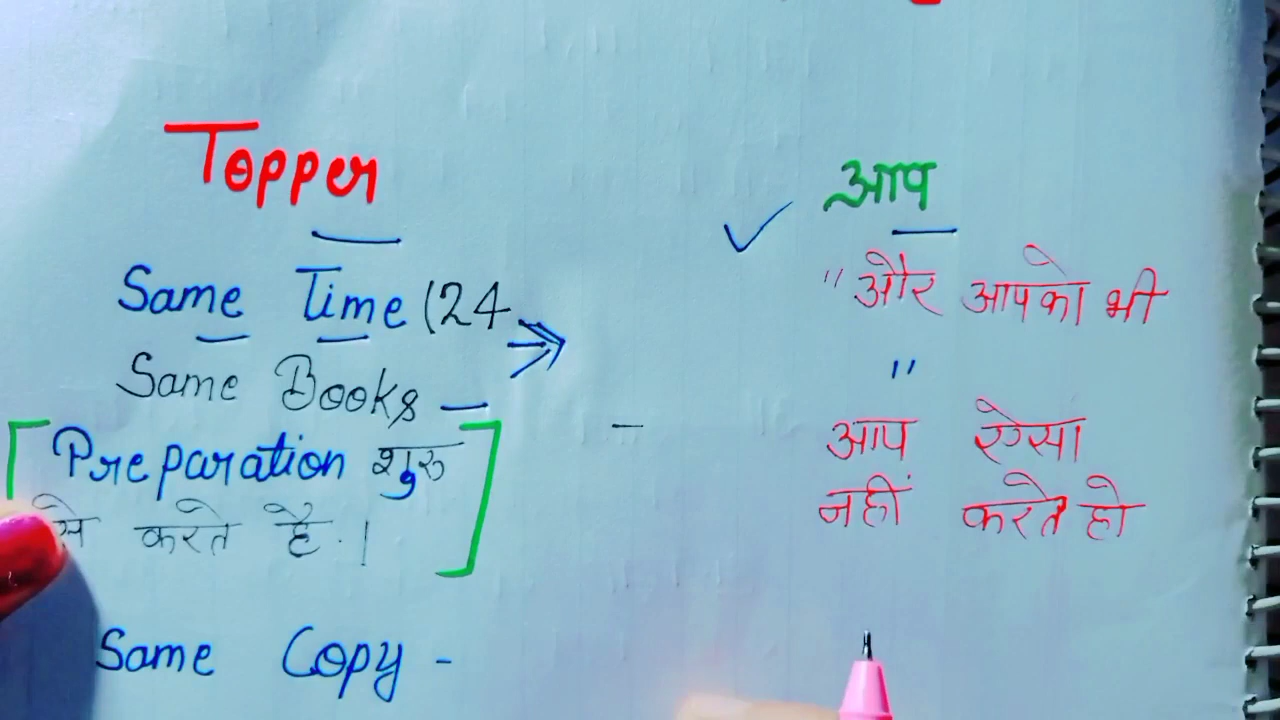 Topper
Same Time (24
Same Books -
[Preparation शुरु
से करते है । ]
Same Copy -
आप
"और आपको भी
"
-
आप ऐसा
नहीं करते हो